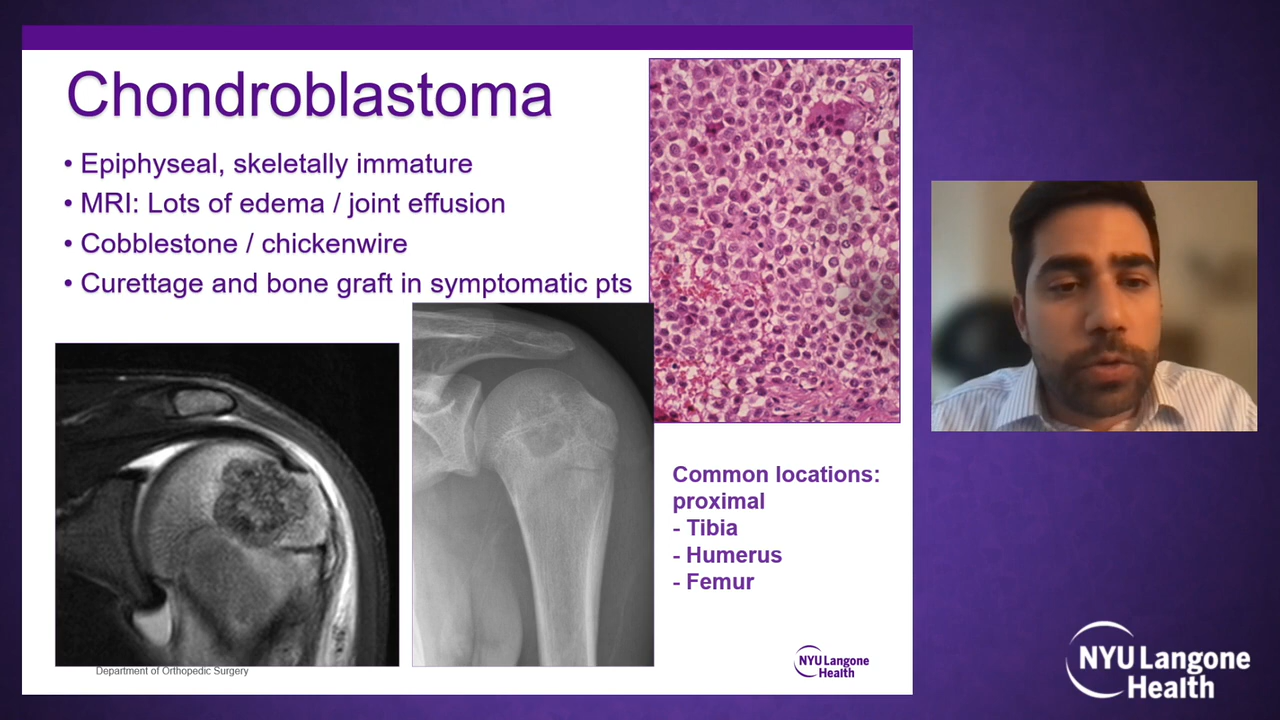 Chondroblastoma
• Epiphyseal, skeletally immature
• MRI: Lots of edema / joint effusion
• Cobblestone / chickenwire
• Curettage and bone graft in symptomatic pts
Common locations:
proximal
- Tibia
- Humerus
- Femur
Department of Orthopedic Surgery
NYU Langone
Health
NYU Langone
Health